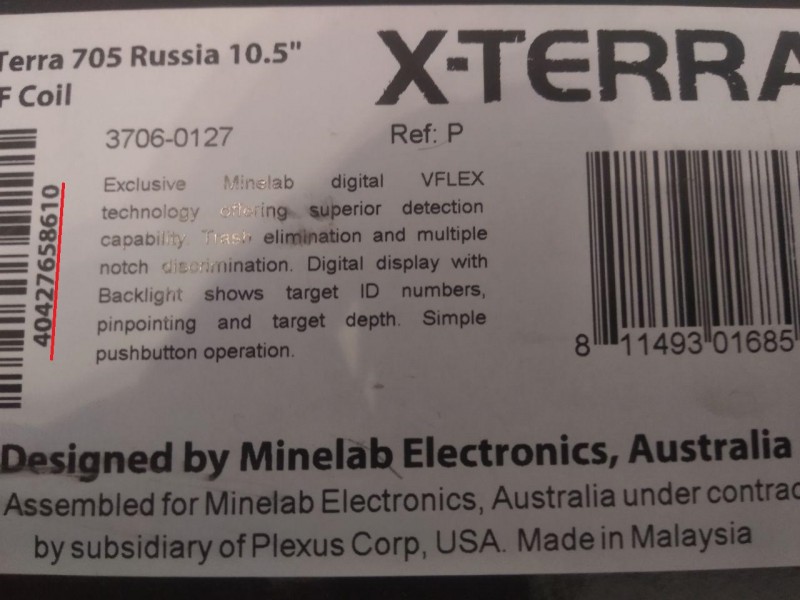 Terra 705 Russia 10.5"
F Coil
X-TERRA
3706-0127
Ref: P
40427658610
Exclusive Minelab digital VFLEX
technology offering superior detection
capability. Trash elimination and multiple
notch discrimination. Digital display with
Backlight shows target ID numbers,
pinpointing and target depth. Simple
pushbutton operation.
8 11493 01685
Designed by Minelab Electronics, Australia
Assembled for Minelab Electronics, Australia under contrac
by subsidiary of Plexus Corp, USA. Made in Malaysia